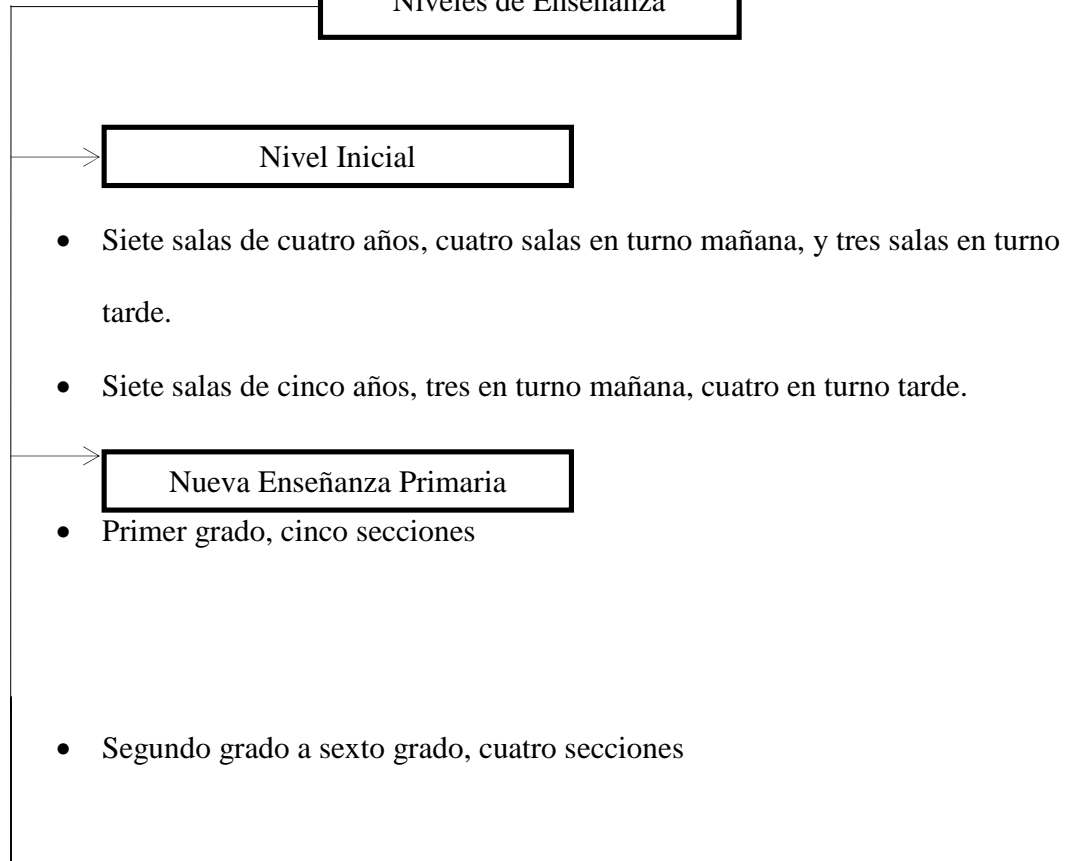 Niveles de Enseñanza
Nivel Inicial
• Siete salas de cuatro años, cuatro salas en turno mañana, y tres salas en turno
tarde.
• Siete salas de cinco años, tres en turno mañana, cuatro en turno tarde.
Nueva Enseñanza Primaria
• Primer grado, cinco secciones
• Segundo grado a sexto grado, cuatro secciones